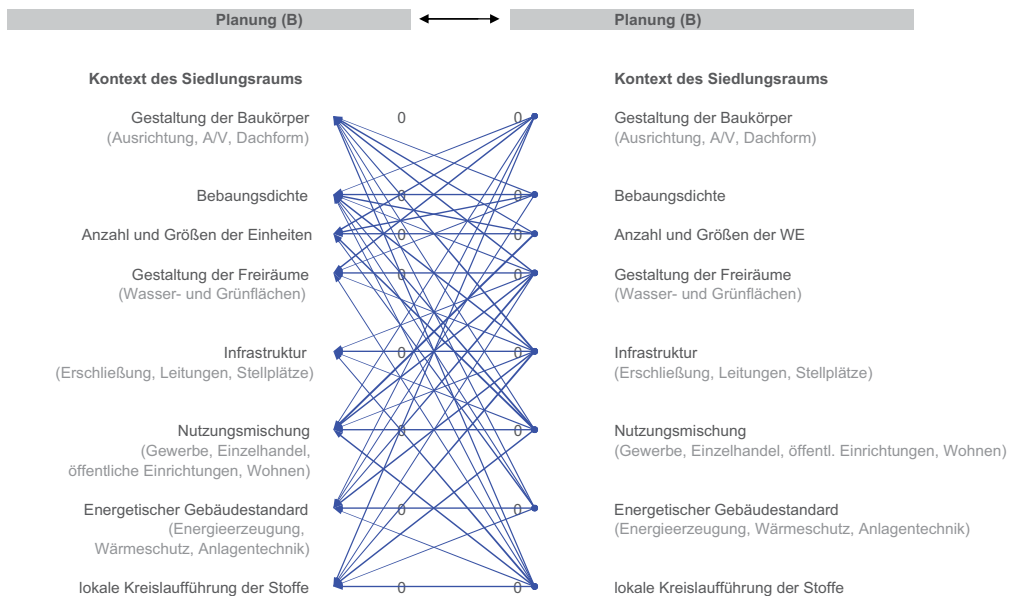 Planung (B) Planung (B)
Kontext des Siedlungsraums Kontext des Siedlungsraums
Gestaltung der Baukörper 0 0 Gestaltung der Baukörper
(Ausrichtung, A/V, Dachform) (Ausrichtung, A/V, Dachform)
Bebaungsdichte 0 0 Bebaungsdichte
Anzahl und Größen der Einheiten 0 0 Anzahl und Größen der WE
Gestaltung der Freiräume 0 0 Gestaltung der Freiräume
(Wasser- und Grünflächen) (Wasser- und Grünflächen)
Infrastruktur 0 0 Infrastruktur
(Erschließung, Leitungen, Stellplätze) (Erschließung, Leitungen, Stellplätze)
Nutzungsmischung 0 0 Nutzungsmischung
(Gewerbe, Einzelhandel, (Gewerbe, Einzelhandel, öffentl. Einrichtungen, Wohnen)
öffentliche Einrichtungen, Wohnen)
Energetischer Gebäudestandard 0 0 Energetischer Gebäudestandard
(Energieerzeugung, (Energieerzeugung, Wärmeschutz, Anlagentechnik)
Wärmeschutz, Anlagentechnik)
lokale Kreislaufführung der Stoffe 0 0 lokale Kreislaufführung der Stoffe